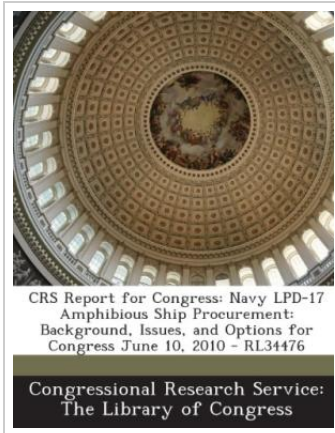 CRS Report for Congress: Navy LPD-17
Amphibious Ship Procurement:
Background, Issues, and Options for
Congress June 10, 2010 - RL34476
Congressional Research Service:
The Library of Congress